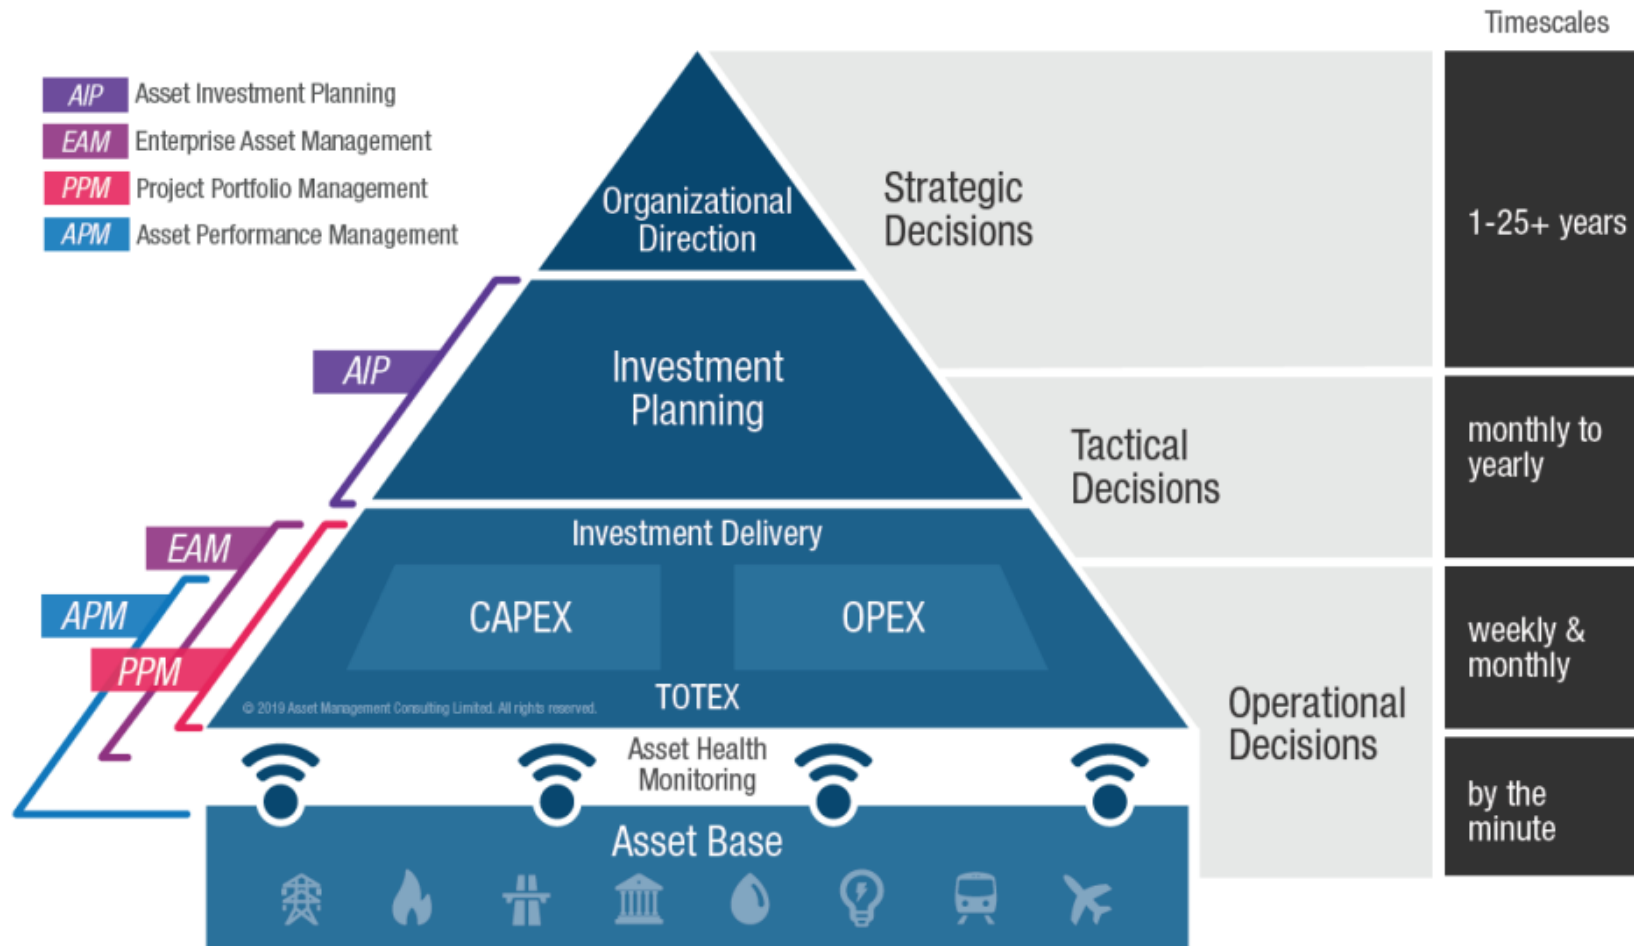 Timescales
AIP Asset Investment Planning
EAM Enterprise Asset Management
PPM Project Portfolio Management
APM Asset Performance Management
Organizational
Direction
Strategic
Decisions
1-25+ years
AIP
Investment
Planning
Tactical
Decisions
monthly to
yearly
EAM
APM
PPM
Investment Delivery
CAPEX
OPEX
TOTEX
© 2019 Asset Management Consulting Limited. All rights reserved.
weekly &
monthly
Operational
Decisions
Asset Health
Monitoring
by the
minute
Asset Base